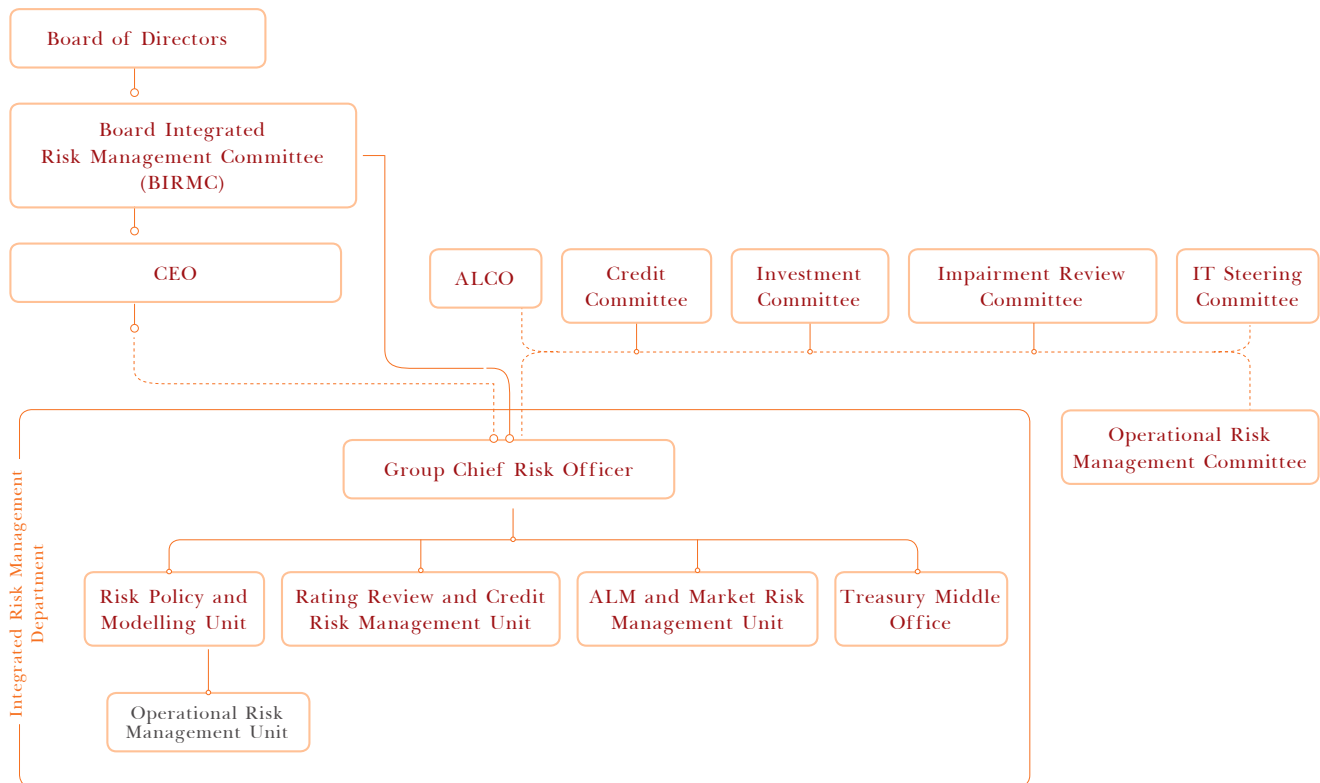 Board of Directors
Board Integrated
Risk Management Committee
(BIRMC)
CEO
ALCO
Credit
Committee
Investment
Committee
Impairment Review
Committee
IT Steering
Committee
Operational Risk
Management Committee
Integrated Risk Management
Department
Group Chief Risk Officer
Risk Policy and
Modelling Unit
Rating Review and Credit
Risk Management Unit
ALM and Market Risk
Management Unit
Treasury Middle
Office
Operational Risk
Management Unit